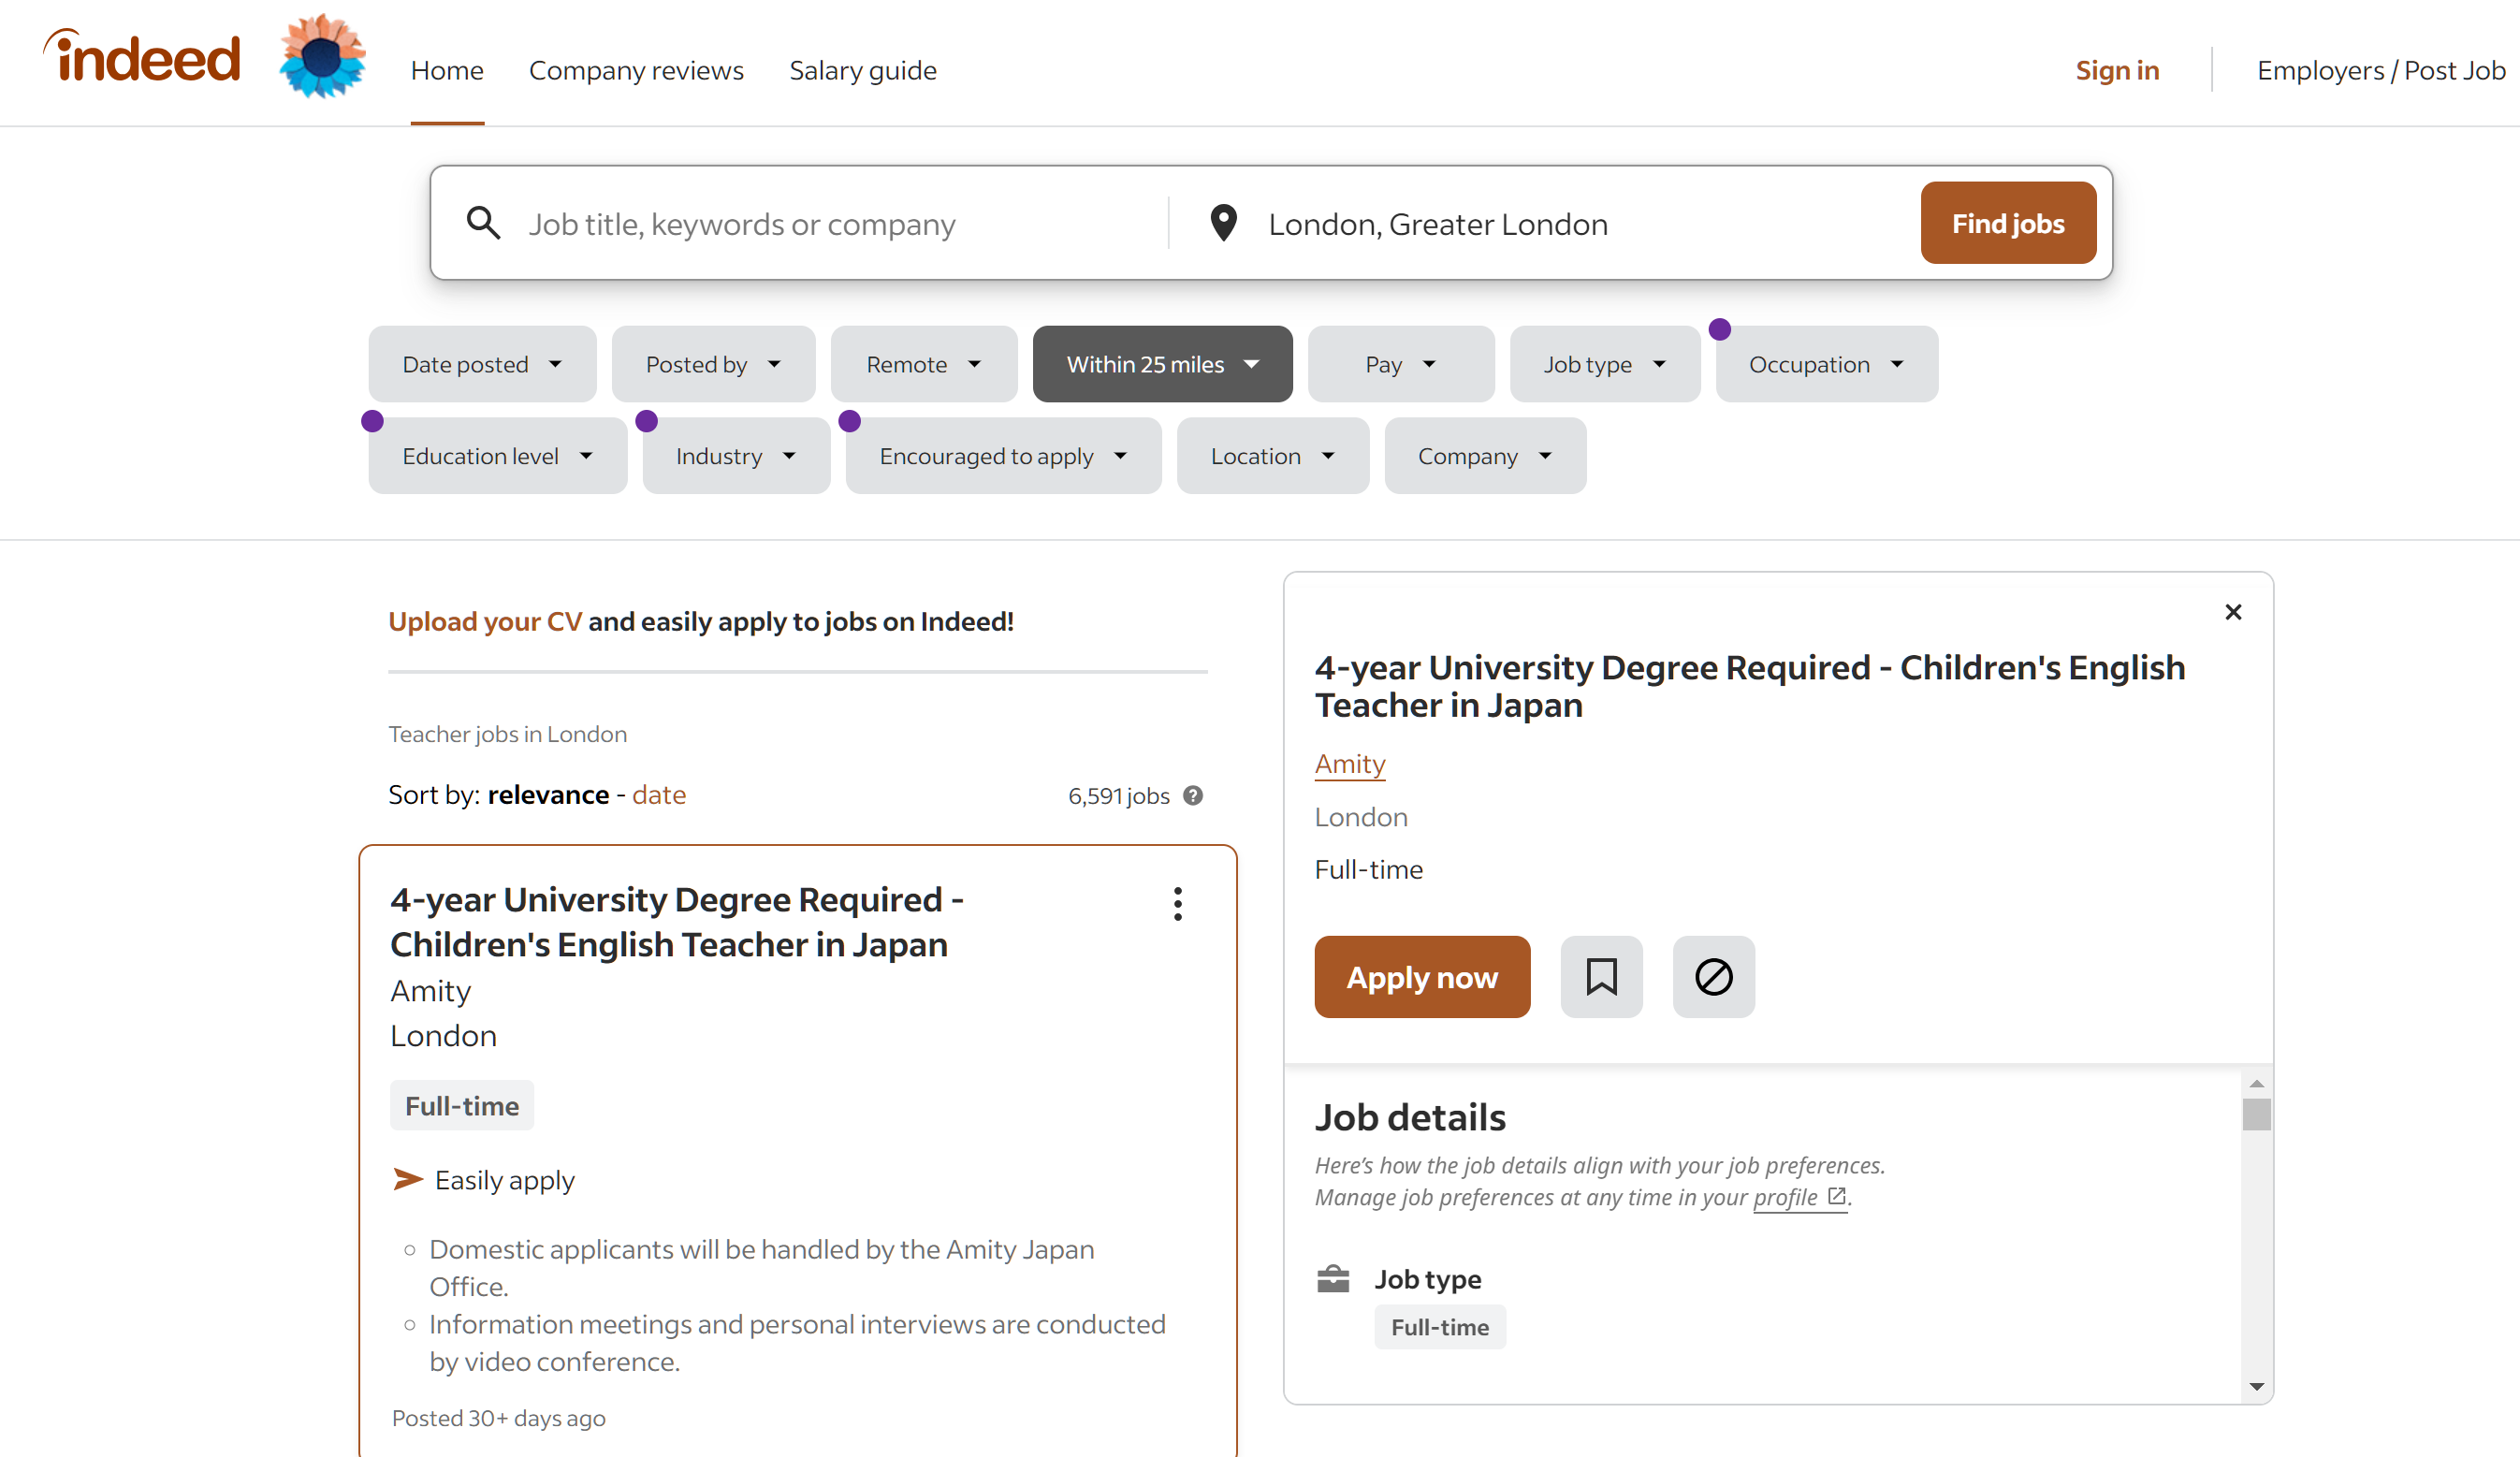 indeed
Home
Company reviews
Salary guide
Sign in
Employers / Post Job
Job title, keywords or company
London, Greater London
Find jobs
Date posted
Posted by
Remote
Within 25 miles
Pay
Job type
Occupation
Education level
Industry
Encouraged to apply
Location
Company
Upload your CV and easily apply to jobs on Indeed!
Teacher jobs in London
Sort by: relevance - date
6,591 jobs
4-year University Degree Required -
Children's English Teacher in Japan
Amity
London
Full-time
Easily apply
Domestic applicants will be handled by the Amity Japan
Office.
Information meetings and personal interviews are conducted
by video conference.
Posted 30+ days ago
4-year University Degree Required - Children's English
Teacher in Japan
Amity
London
Full-time
Apply now
Job details
Here’s how the job details align with your job preferences.
Manage job preferences at any time in your profile.
Job type
Full-time